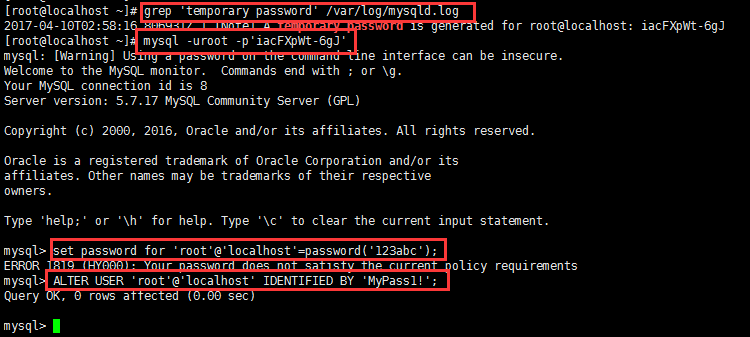 [root@localhost ~]# grep 'temporary password' /var/log/mysqld.log
2017-04-10T02:58:16.806931Z 1 [Note] A temporary password is generated for root@localhost: iacFXpWt-6gJ
[root@localhost ~]# mysql -uroot -p'iacFXpWt-6gJ'
mysql: [Warning] Using a password on the command line interface can be insecure.
Welcome to the MySQL monitor.  Commands end with ; or \g.
Your MySQL connection id is 8
Server version: 5.7.17 MySQL Community Server (GPL)
Copyright (c) 2000, 2016, Oracle and/or its affiliates. All rights reserved.
Oracle is a registered trademark of Oracle Corporation and/or its
affiliates. Other names may be trademarks of their respective
owners.
Type 'help;' or '\h' for help. Type '\c' to clear the current input statement.
mysql> set password for 'root'@'localhost'=password('123abc');
ERROR 1819 (HY000): Your password does not satisfy the current policy requirements
mysql> ALTER USER 'root'@'localhost' IDENTIFIED BY 'MyPass1!';
Query OK, 0 rows affected (0.00 sec)
mysql>